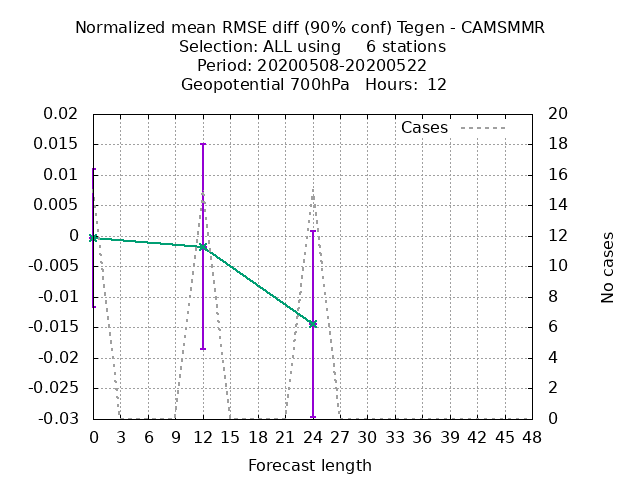 Normalized mean RMSE diff (90% conf) Tegen - CAMSMMR
Selection: ALL using 6 stations
Period: 20200508-20200522
Geopotential 700hPa Hours: 12
Cases
0.02
0.015
0.01
0.005
0
-0.005
-0.01
-0.015
-0.02
-0.025
-0.03
20
18
16
14
12
10
8
6
4
2
0
No cases
0 3 6 9 12 15 18 21 24 27 30 33 36 39 42 45 48
Forecast length